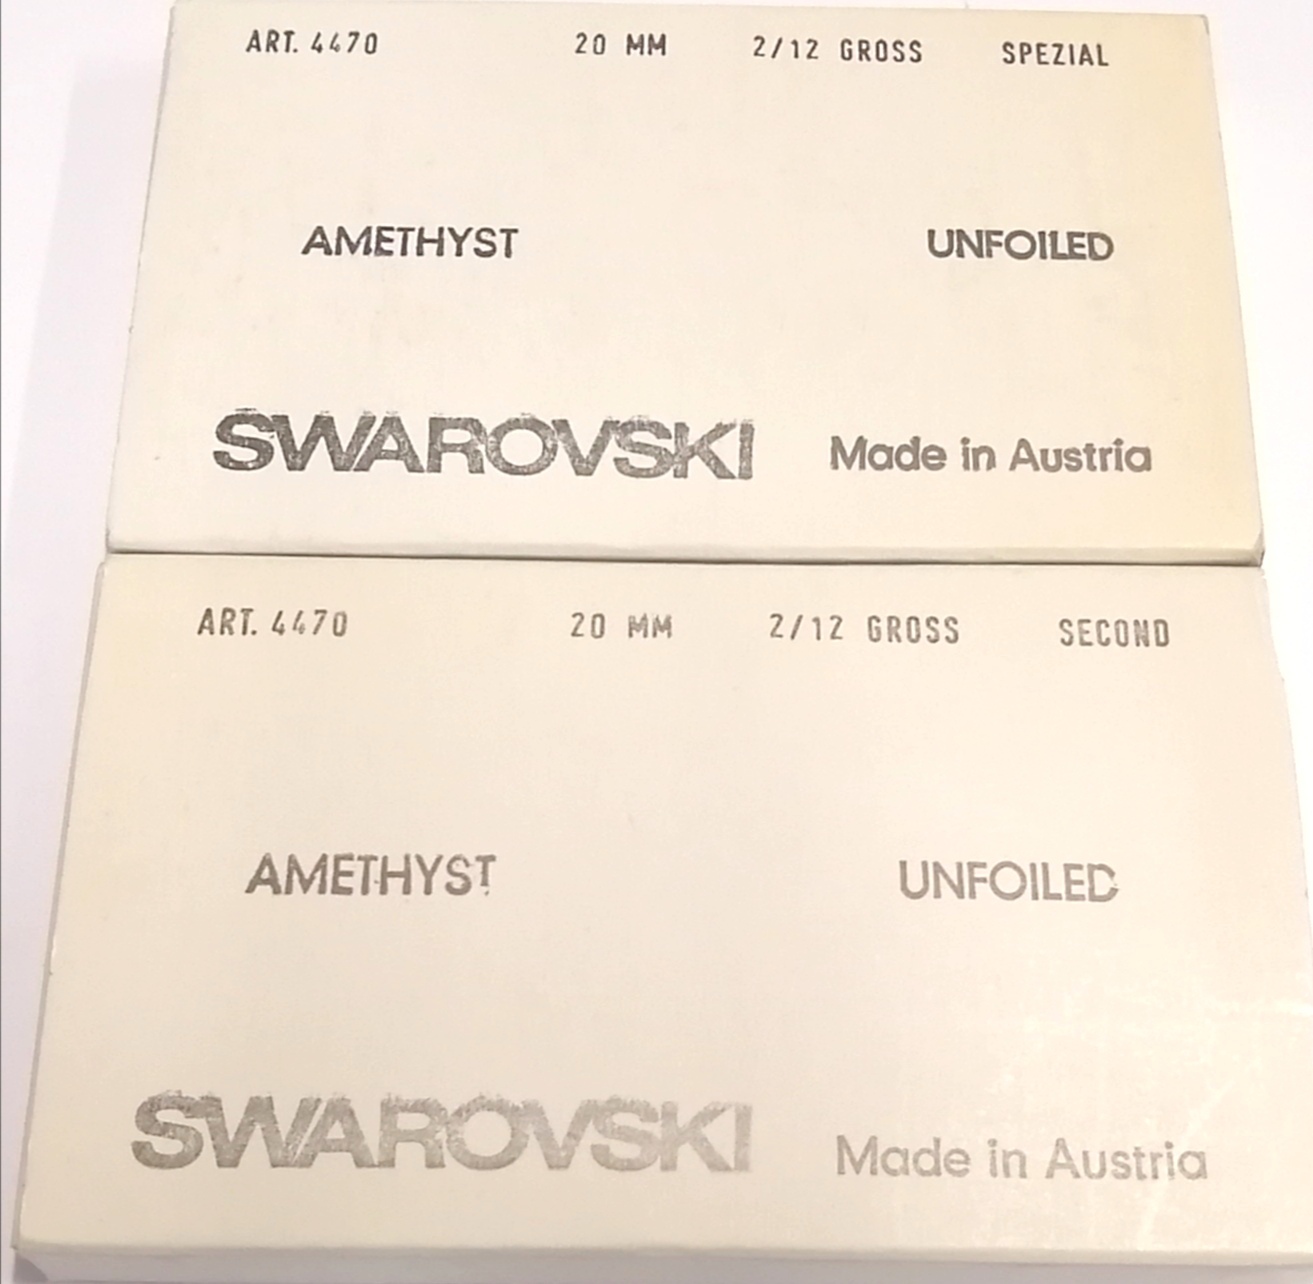 ART. 4470 20 MM 2/12 GROSS SPEZIAL
AMETHYST UNFOILED
SWAROVSKI Made in Austria
ART. 4470 20 MM 2/12 GROSS SECOND
AMETHYST UNFOILED
SWAROVSKI Made in Austria